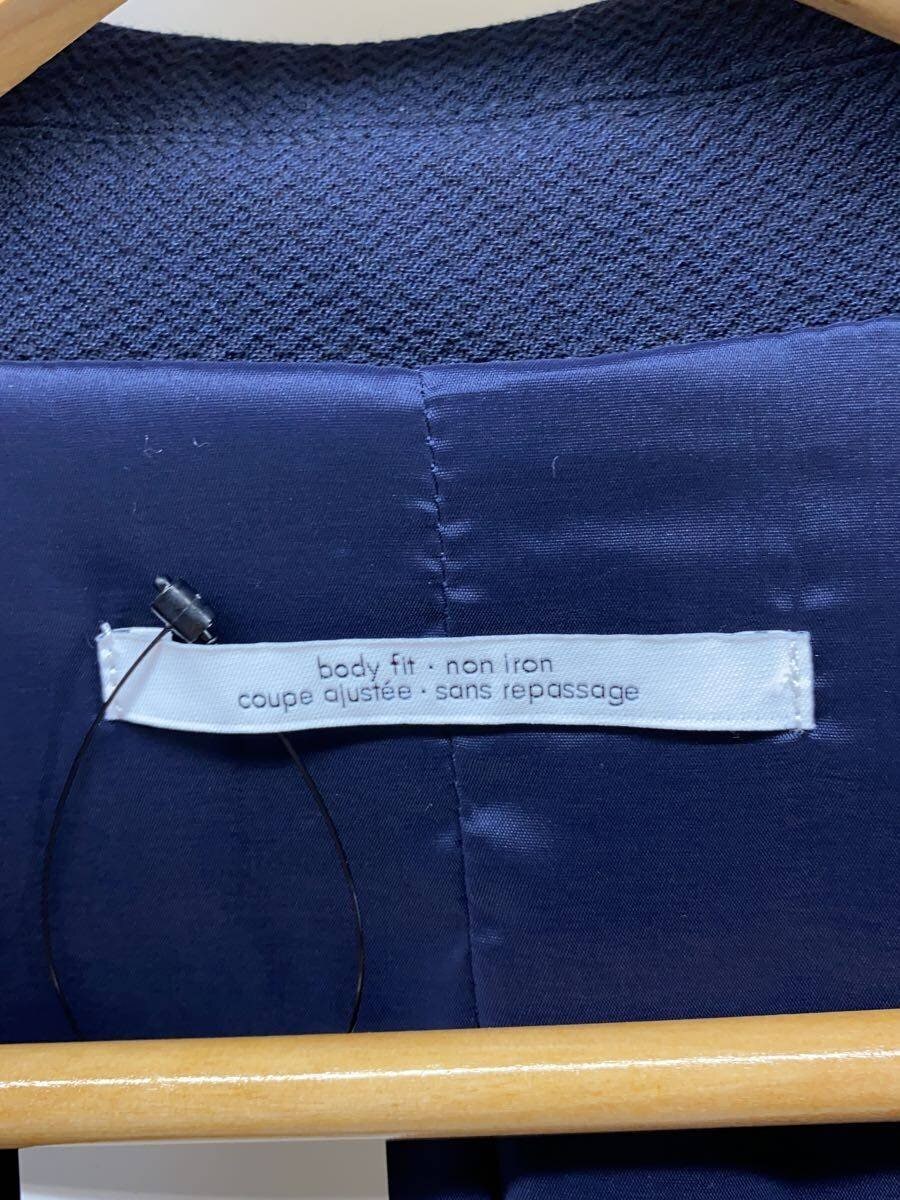 body fit · non iron
coupe ajustée · sans repassage